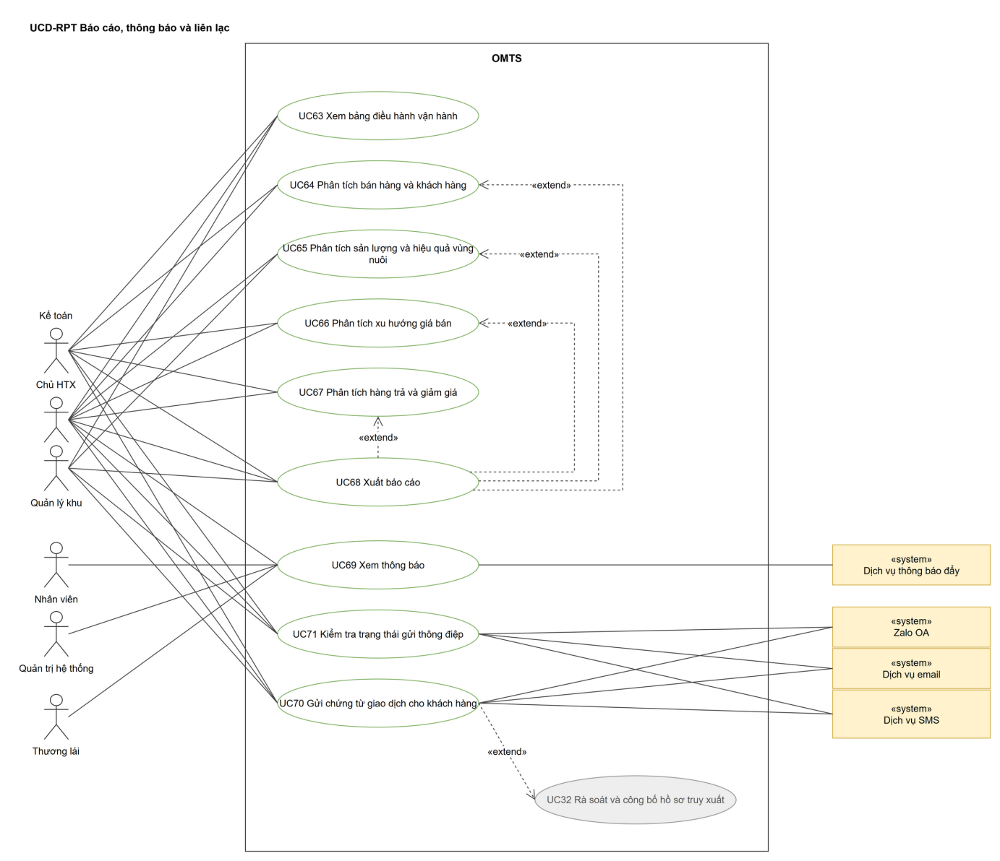 UCD-RPT Báo cáo, thông báo và liên lạc
OMTS
UC63 Xem bảng điều hành vận hành
UC64 Phân tích bán hàng và khách hàng
«extend»
UC65 Phân tích sản lượng và hiệu quả vùng
nuôi
«extend»
Kế toán
UC66 Phân tích xu hướng giá bán
«extend»
Chủ HTX
UC67 Phân tích hàng trả và giảm giá
«extend»
UC68 Xuất báo cáo
Quản lý khu
UC69 Xem thông báo
«system»
Dịch vụ thông báo đẩy
Nhân viên
UC71 Kiểm tra trạng thái gửi thông điệp
«system»
Zalo OA
Quản trị hệ thống
«system»
Dịch vụ email
UC70 Gửi chứng từ giao dịch cho khách hàng
«system»
Dịch vụ SMS
Thương lái
«extend»
UC32 Rà soát và công bố hồ sơ truy xuất